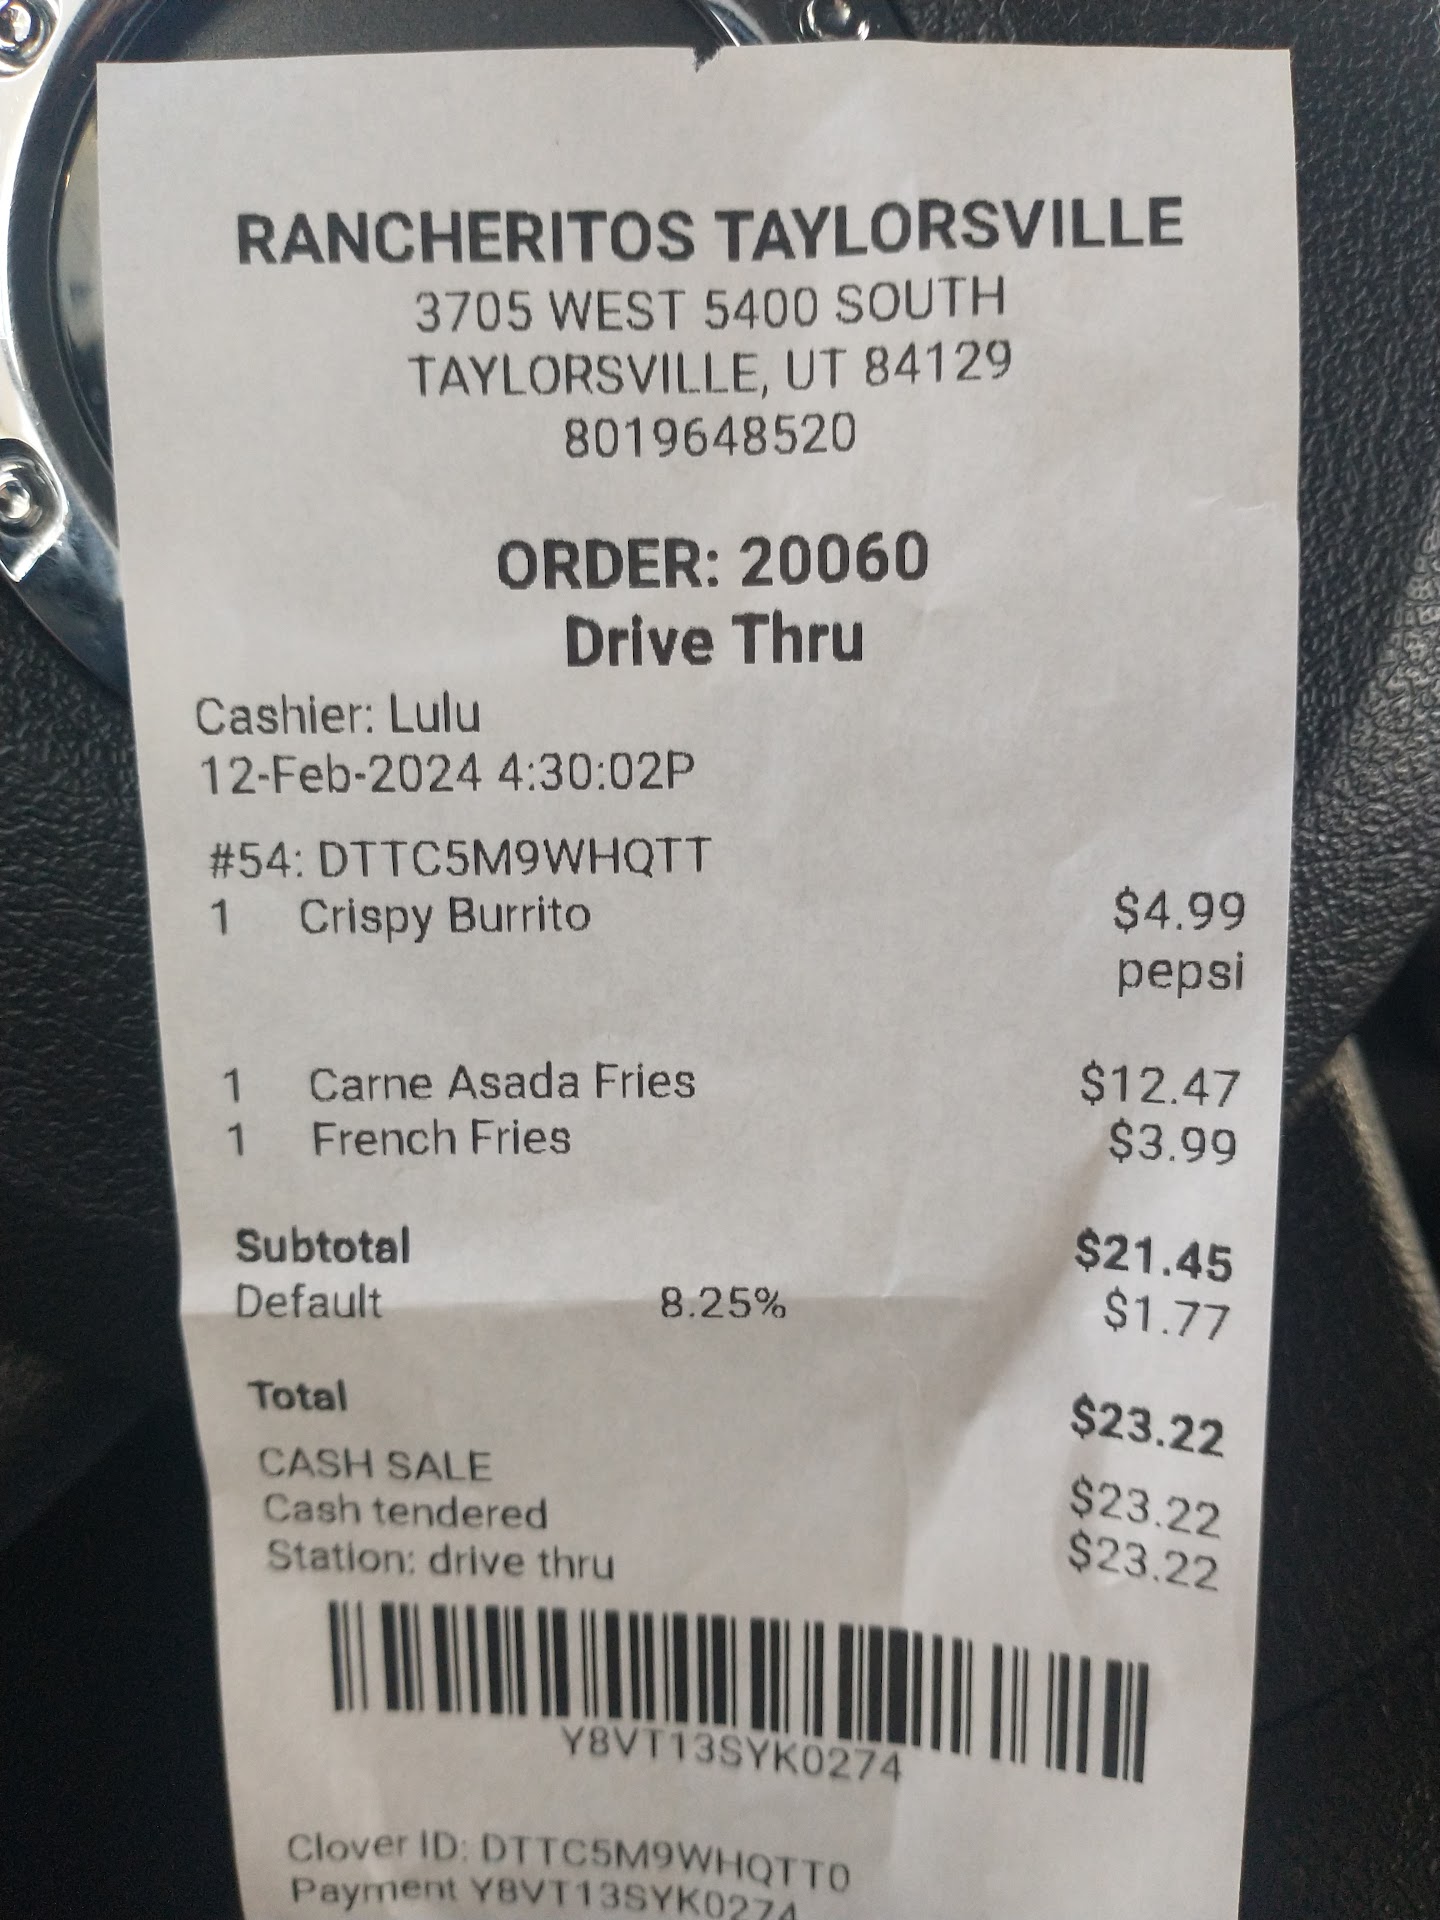 RANCHERITOS TAYLORSVILLE
3705 WEST 5400 SOUTH
TAYLORSVILLE, UT 84129
8019648520
ORDER: 20060
Drive Thru
Cashier: Lulu
12-Feb-2024 4:30:02P
#54: DTTC5M9WHQTT
1 Crispy Burrito $4.99
pepsi
1 Carne Asada Fries $12.47
1 French Fries $3.99
Subtotal $21.45
Default 8.25% $1.77
Total $23.22
CASH SALE $23.22
Cash tendered $23.22
Station: drive thru
Y8VT13SYK0274
Clover ID: DTTC5M9WHQTT0
Payment Y8VT13SYK0274